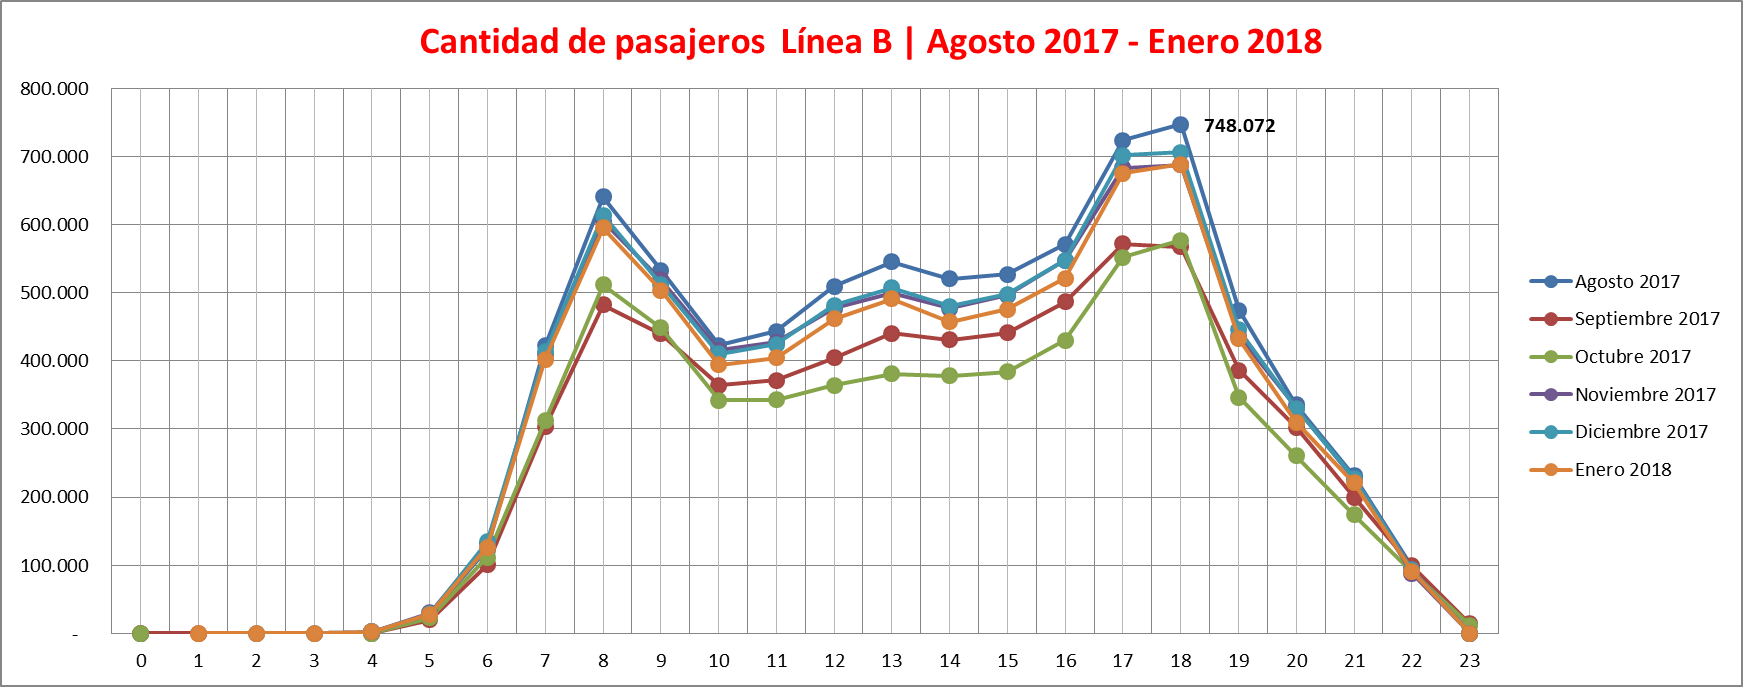 Cantidad de pasajeros  Línea B | Agosto 2017 - Enero 2018
800.000
700.000
600.000
500.000
400.000
300.000
200.000
100.000
-
748.072
0 1 2 3 4 5 6 7 8 9 10 11 12 13 14 15 16 17 18 19 20 21 22 23
Agosto 2017
Septiembre 2017
Octubre 2017
Noviembre 2017
Diciembre 2017
Enero 2018